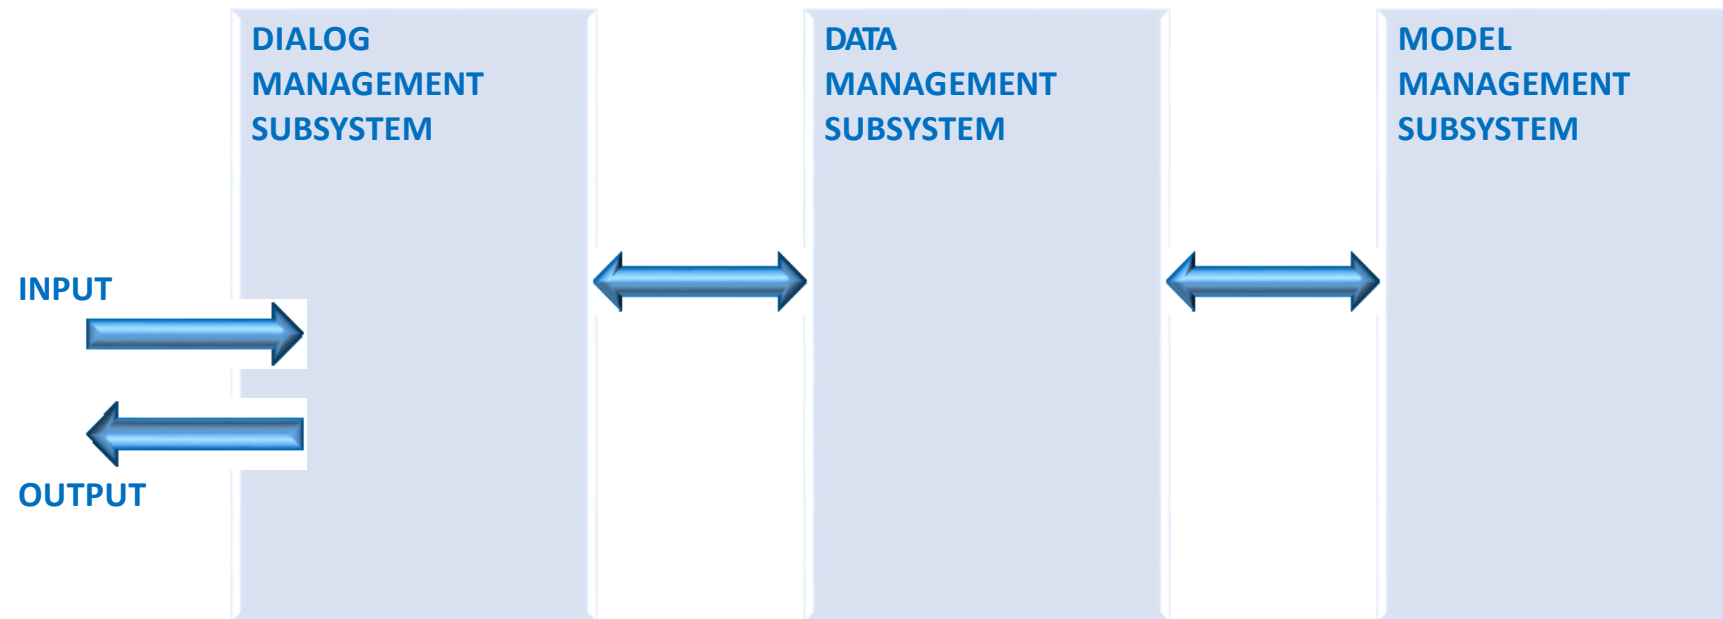 DIALOG
MANAGEMENT
SUBSYSTEM
DATA
MANAGEMENT
SUBSYSTEM
MODEL
MANAGEMENT
SUBSYSTEM
INPUT
OUTPUT